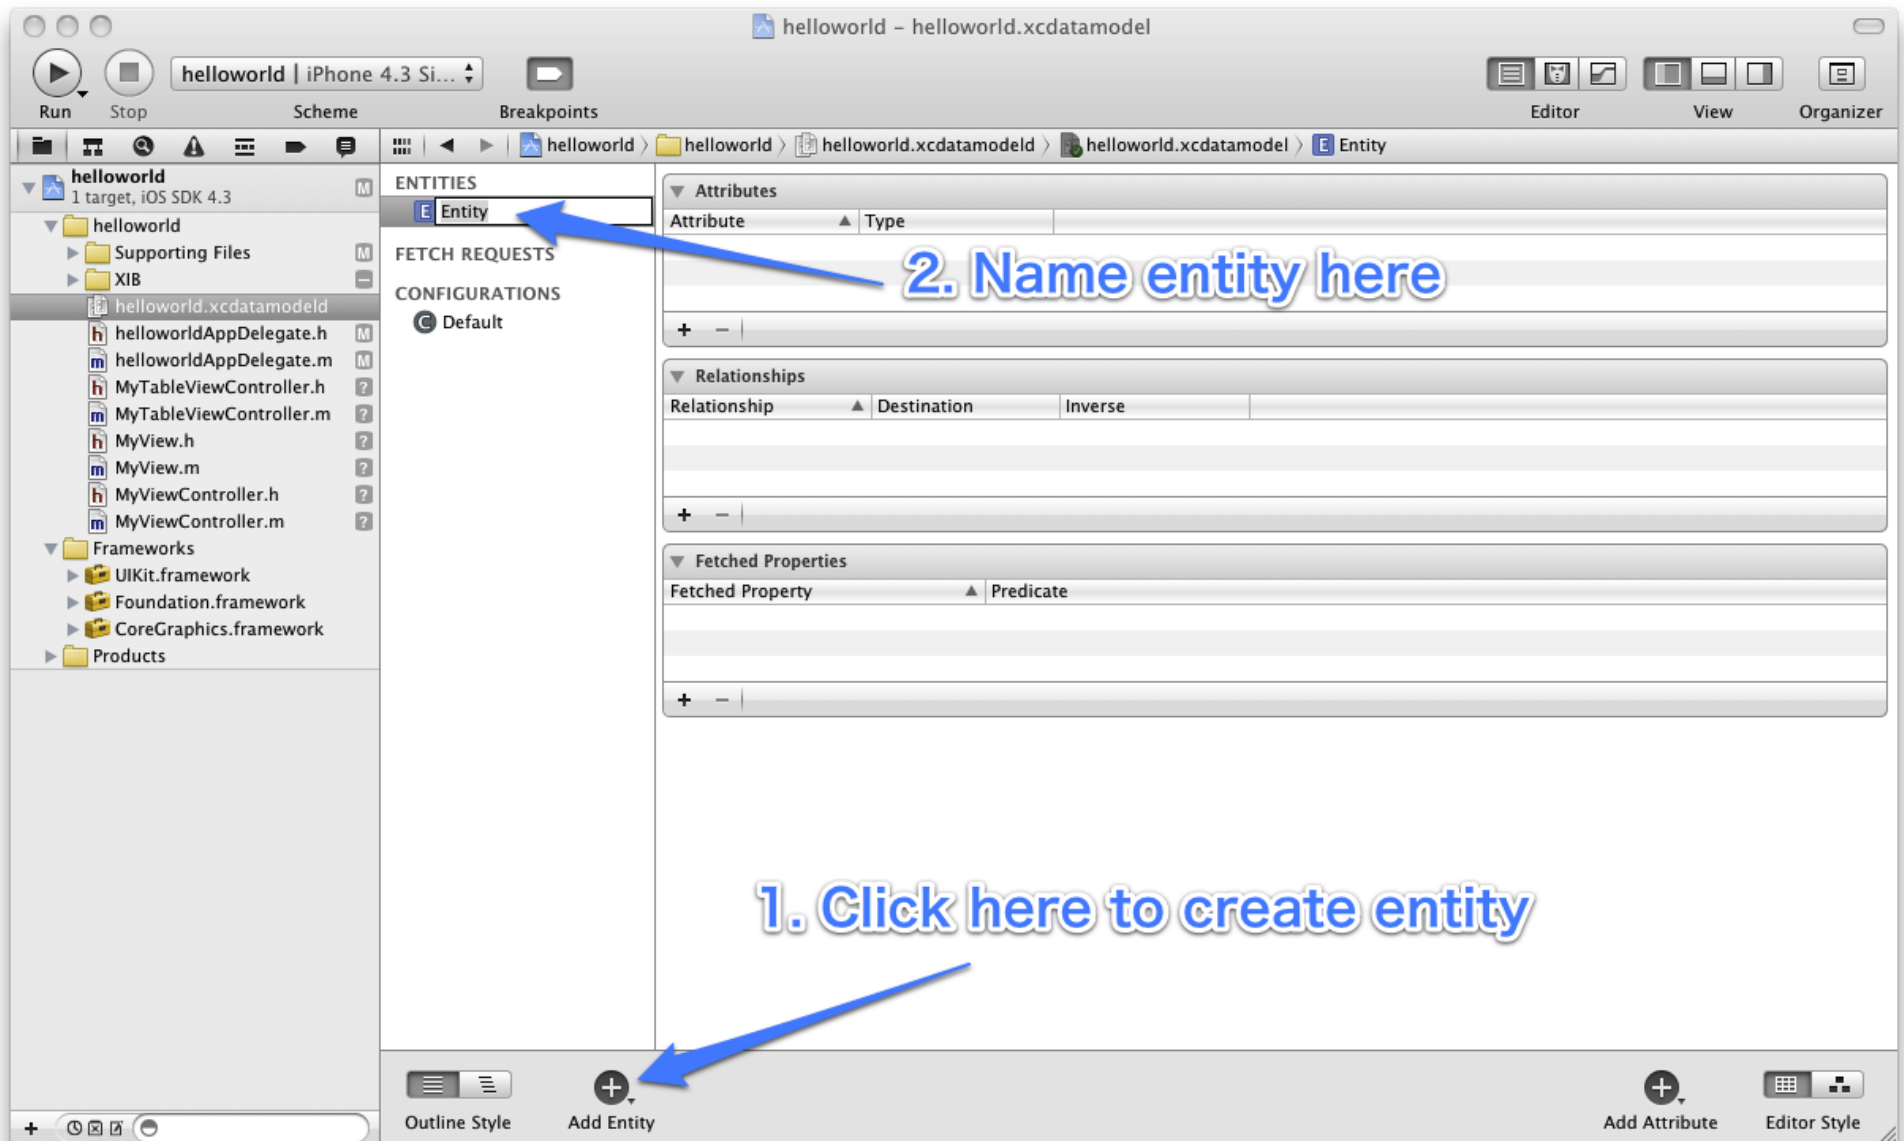 helloworld – helloworld.xcdatamodel
helloworld | iPhone 4.3 Si...
Run
Stop
Scheme
Breakpoints
Editor
View
Organizer
helloworld
helloworld
helloworld.xcdatamodeld
helloworld.xcdatamodel
E Entity
helloworld
M
1 target, iOS SDK 4.3
helloworld
Supporting Files M
XIB
helloworld.xcdatamodeld
h helloworldAppDelegate.h M
m helloworldAppDelegate.m M
h MyTableViewController.h ?
m MyTableViewController.m ?
h MyView.h ?
m MyView.m ?
h MyViewController.h ?
m MyViewController.m ?
Frameworks
UIKit.framework
Foundation.framework
CoreGraphics.framework
Products
ENTITIES
E Entity
FETCH REQUESTS
CONFIGURATIONS
C Default
Attributes
Attribute Type
2. Name entity here
+ −
Relationships
Relationship Destination Inverse
+ −
Fetched Properties
Fetched Property Predicate
+ −
1. Click here to create entity
Outline Style
Add Entity
Add Attribute
Editor Style